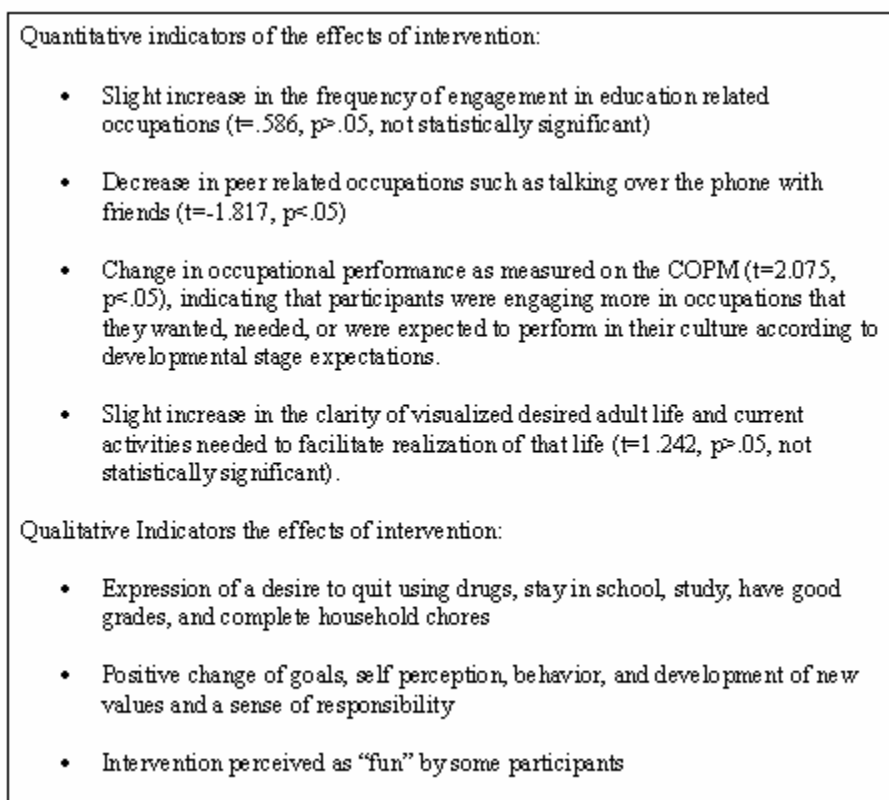 Quantitative indicators of the effects of intervention:
• Slight increase in the frequency of engagement in education related
occupations (t=.586, p>.05, not statistically significant)
• Decrease in peer related occupations such as talking over the phone with
friends (t=-1.817, p<.05)
• Change in occupational performance as measured on the COPM (t=2.075,
p<.05), indicating that participants were engaging more in occupations that
they wanted, needed, or were expected to perform in their culture according to
developmental stage expectations.
• Slight increase in the clarity of visualized desired adult life and current
activities needed to facilitate realization of that life (t=1.242, p>.05, not
statistically significant).
Qualitative Indicators the effects of intervention:
• Expression of a desire to quit using drugs, stay in school, study, have good
grades, and complete household chores
• Positive change of goals, self perception, behavior, and development of new
values and a sense of responsibility
• Intervention perceived as “fun” by some participants